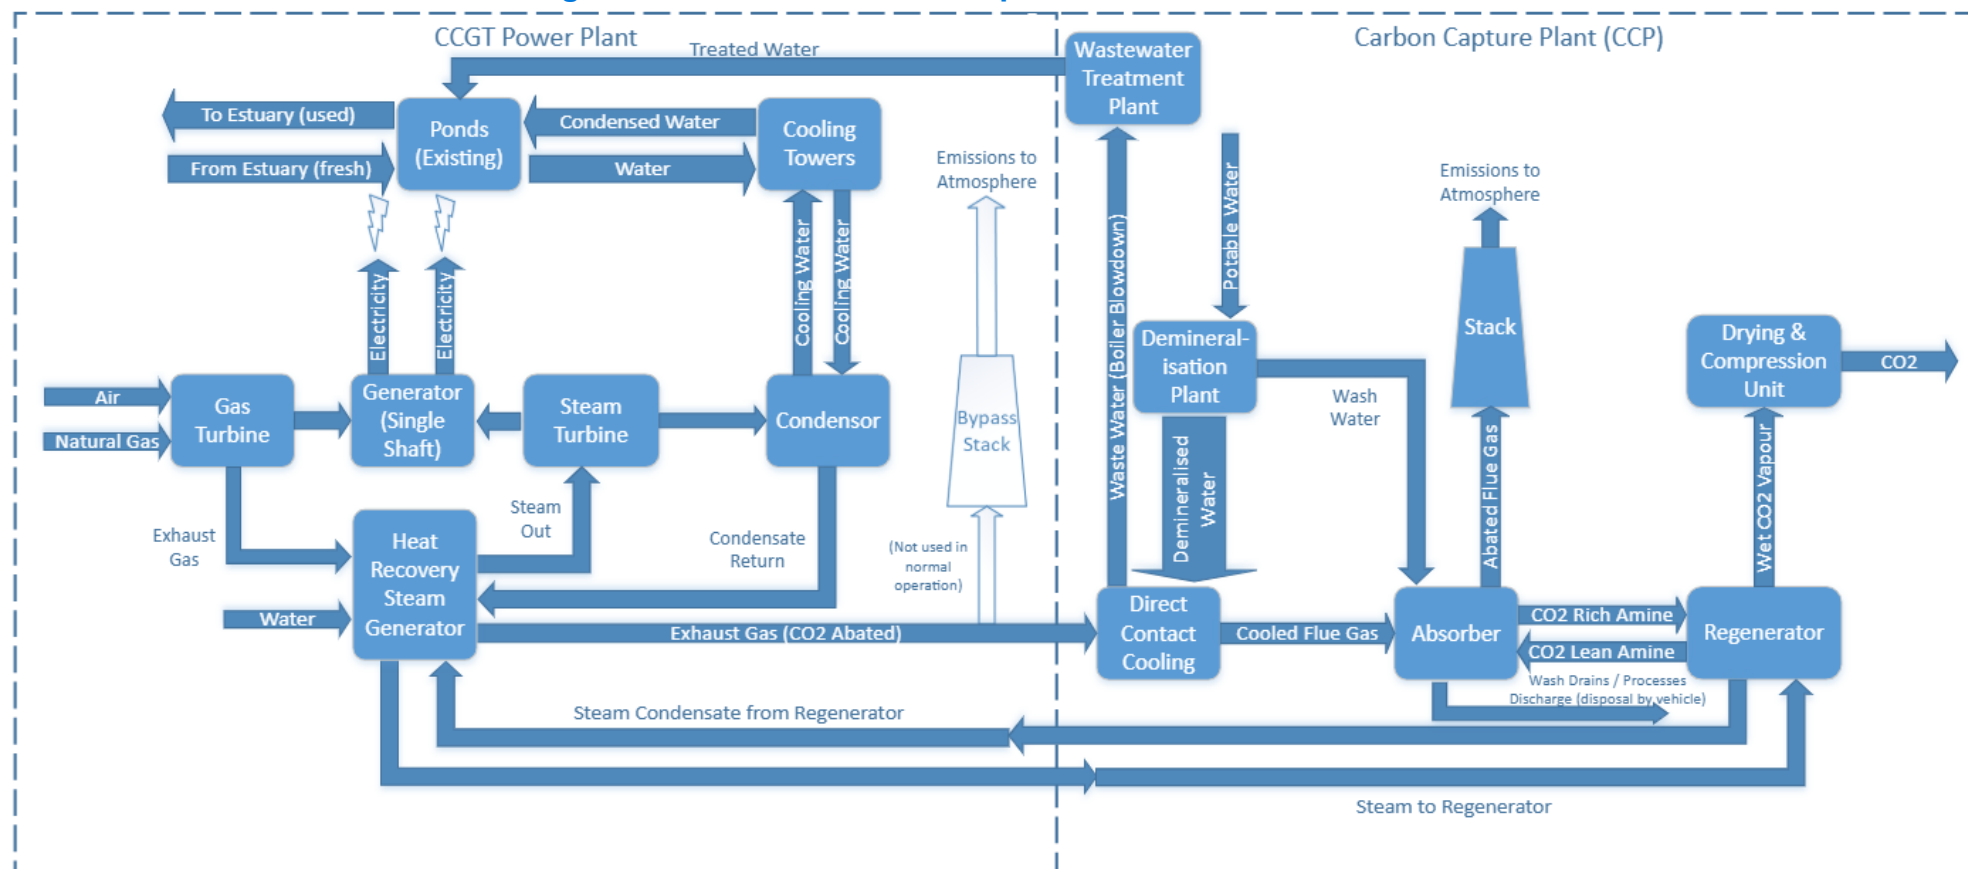 CCGT Power Plant
Carbon Capture Plant (CCP)
Treated Water
Wastewater
Treatment
Plant
To Estuary (used)
From Estuary (fresh)
Ponds
(Existing)
Condensed Water
Water
Cooling
Towers
Emissions to
Atmosphere
Potable Water
Emissions to
Atmosphere
Electricity
Electricity
Cooling Water
Cooling Water
Waste Water (Boiler Blowdown)
Demineral-
isation
Plant
Stack
Drying &
Compression
Unit
CO2
Air
Natural Gas
Gas
Turbine
Generator
(Single
Shaft)
Steam
Turbine
Condensor
Bypass
Stack
Wash
Water
Demineralised
Water
Abated Flue Gas
Wet CO2 Vapour
Exhaust
Gas
Steam
Out
Condensate
Return
(Not used in
normal
operation)
Heat
Recovery
Steam
Generator
Water
Exhaust Gas (CO2 Abated)
Direct
Contact
Cooling
Cooled Flue Gas
Absorber
CO2 Rich Amine
CO2 Lean Amine
Regenerator
Wash Drains / Processes
Discharge (disposal by vehicle)
Steam Condensate from Regenerator
Steam to Regenerator